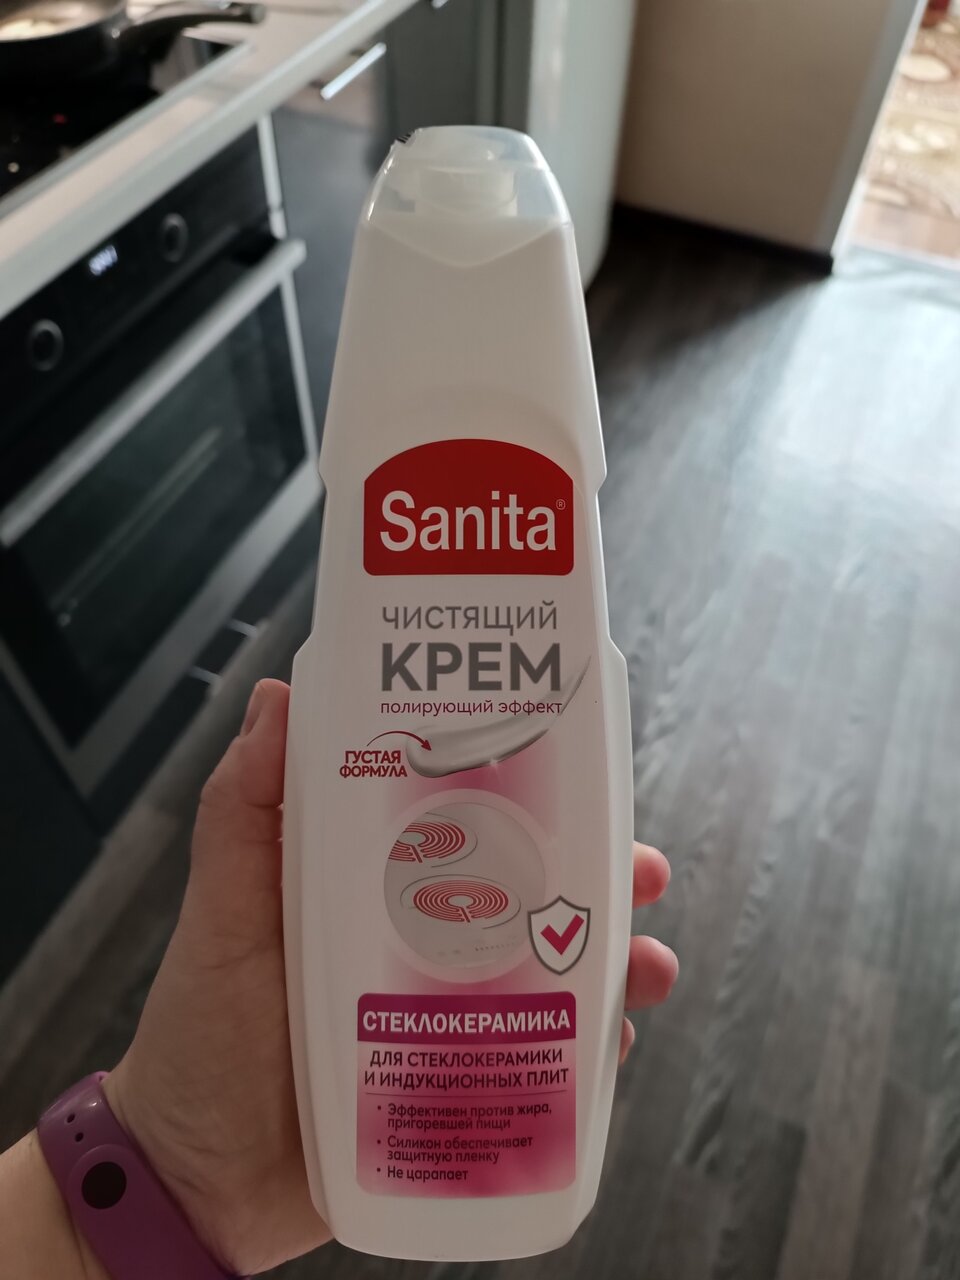 Sanita®
ЧИСТЯЩИЙ
КРЕМ
полирующий эффект
ГУСТАЯ
ФОРМУЛА
СТЕКЛОКЕРАМИКА
ДЛЯ СТЕКЛОКЕРАМИКИ
И ИНДУКЦИОННЫХ ПЛИТ
• Эффективен против жира,
пригоревшей пищи
• Силикон обеспечивает
защитную пленку
• Не царапает